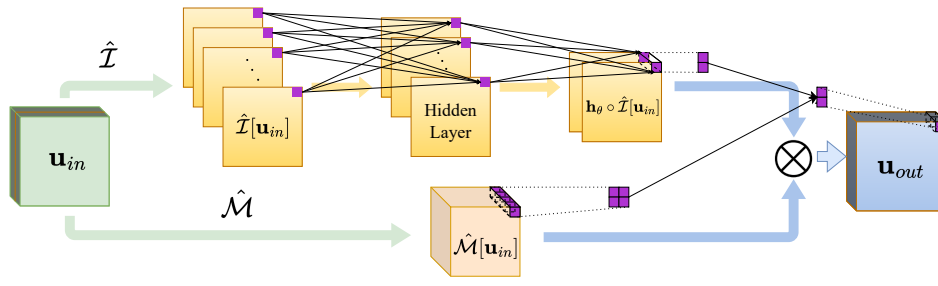 Î
u_in
Î[u_in]
Hidden
Layer
h_θ ∘ Î[u_in]
M̂
M̂[u_in]
u_out